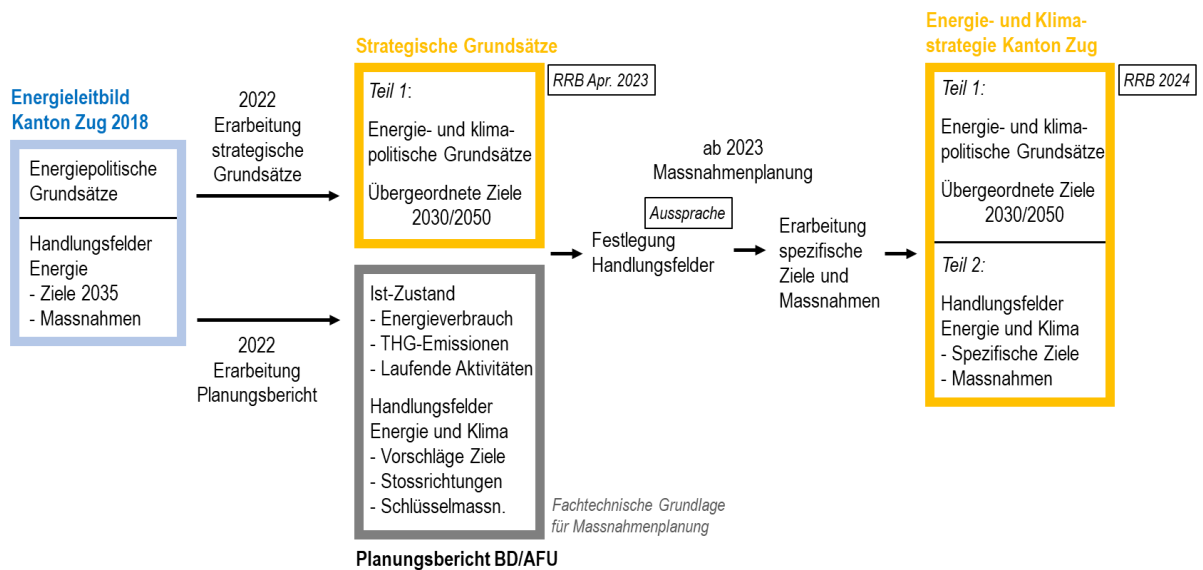 Energieleitbild
Kanton Zug 2018
Energiepolitische
Grundsätze
Handlungsfelder
Energie
- Ziele 2035
- Massnahmen
2022
Erarbeitung
strategische
Grundsätze
2022
Erarbeitung
Planungsbericht
Strategische Grundsätze
RRB Apr. 2023
Teil 1:
Energie- und klima-
politische Grundsätze
Übergeordnete Ziele
2030/2050
Ist-Zustand
- Energieverbrauch
- THG-Emissionen
- Laufende Aktivitäten
Handlungsfelder
Energie und Klima
- Vorschläge Ziele
- Stossrichtungen
- Schlüsselmassn.
Planungsbericht BD/AFU
Fachtechnische Grundlage
für Massnahmenplanung
ab 2023
Massnahmenplanung
Aussprache
Festlegung
Handlungsfelder
Erarbeitung
spezifische
Ziele und
Massnahmen
Energie- und Klima-
strategie Kanton Zug
RRB 2024
Teil 1:
Energie- und klima-
politische Grundsätze
Übergeordnete Ziele
2030/2050
Teil 2:
Handlungsfelder
Energie und Klima
- Spezifische Ziele
- Massnahmen